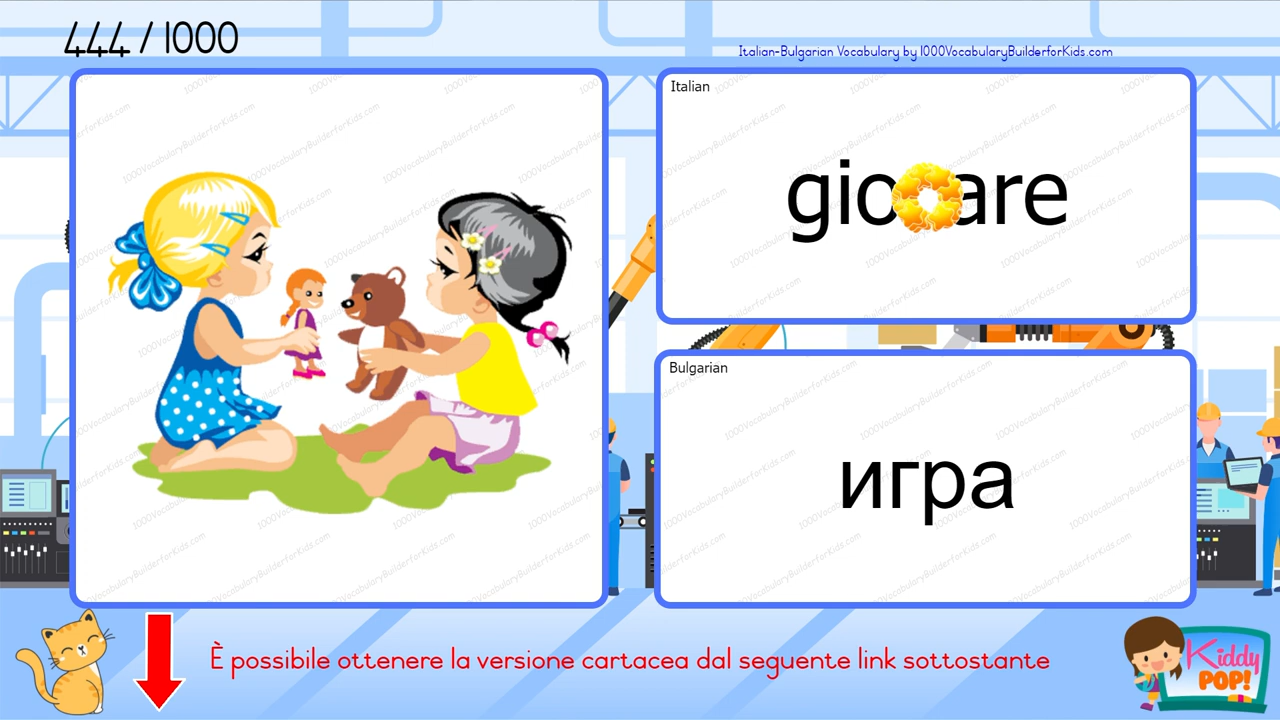 444 / 1000
Italian-Bulgarian Vocabulary by 1000VocabularyBuilderforKids.com
Italian
Bulgarian
игра
È possibile ottenere la versione cartacea dal seguente link sottostante
Kiddy
POP!